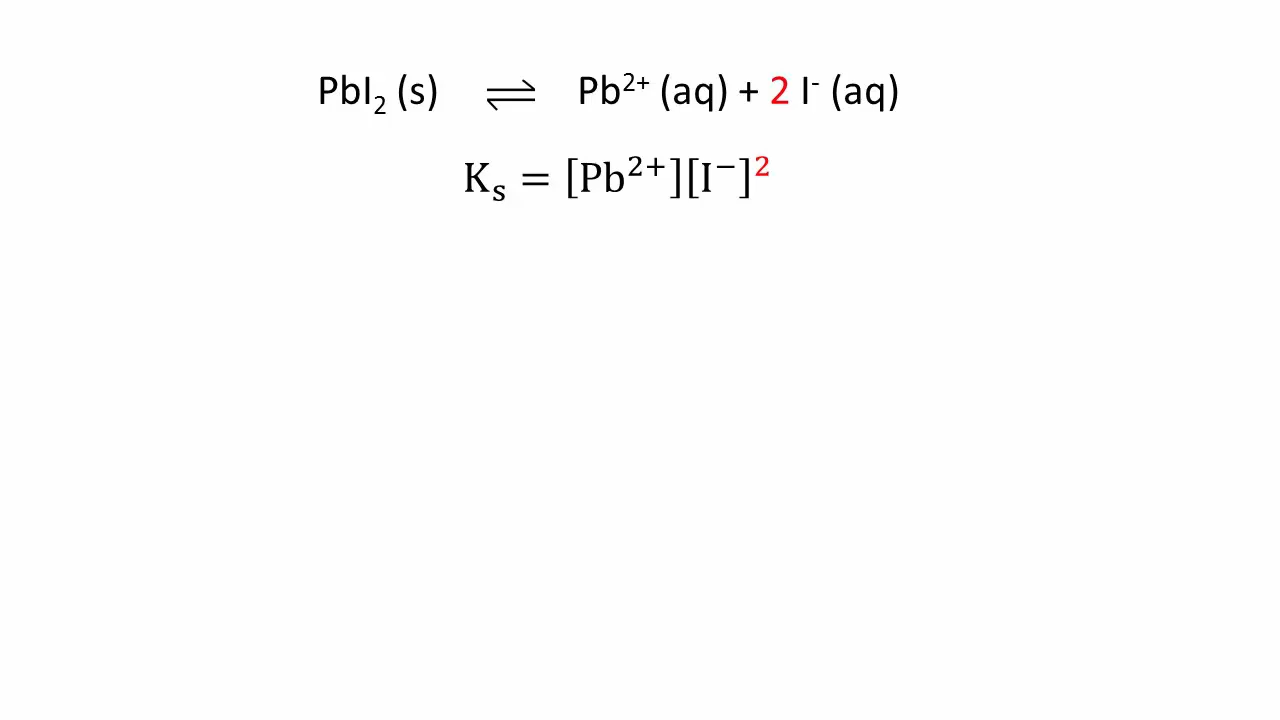 PbI₂ (s) ⇌ Pb²⁺ (aq) + 2 I⁻ (aq)
Kₛ = [Pb²⁺][I⁻]²